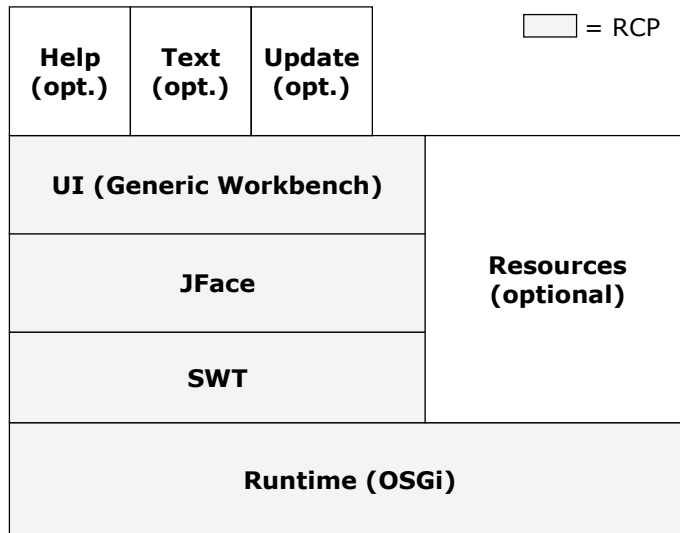 = RCP
Help
(opt.)
Text
(opt.)
Update
(opt.)
UI (Generic Workbench)
JFace
SWT
Resources
(optional)
Runtime (OSGi)